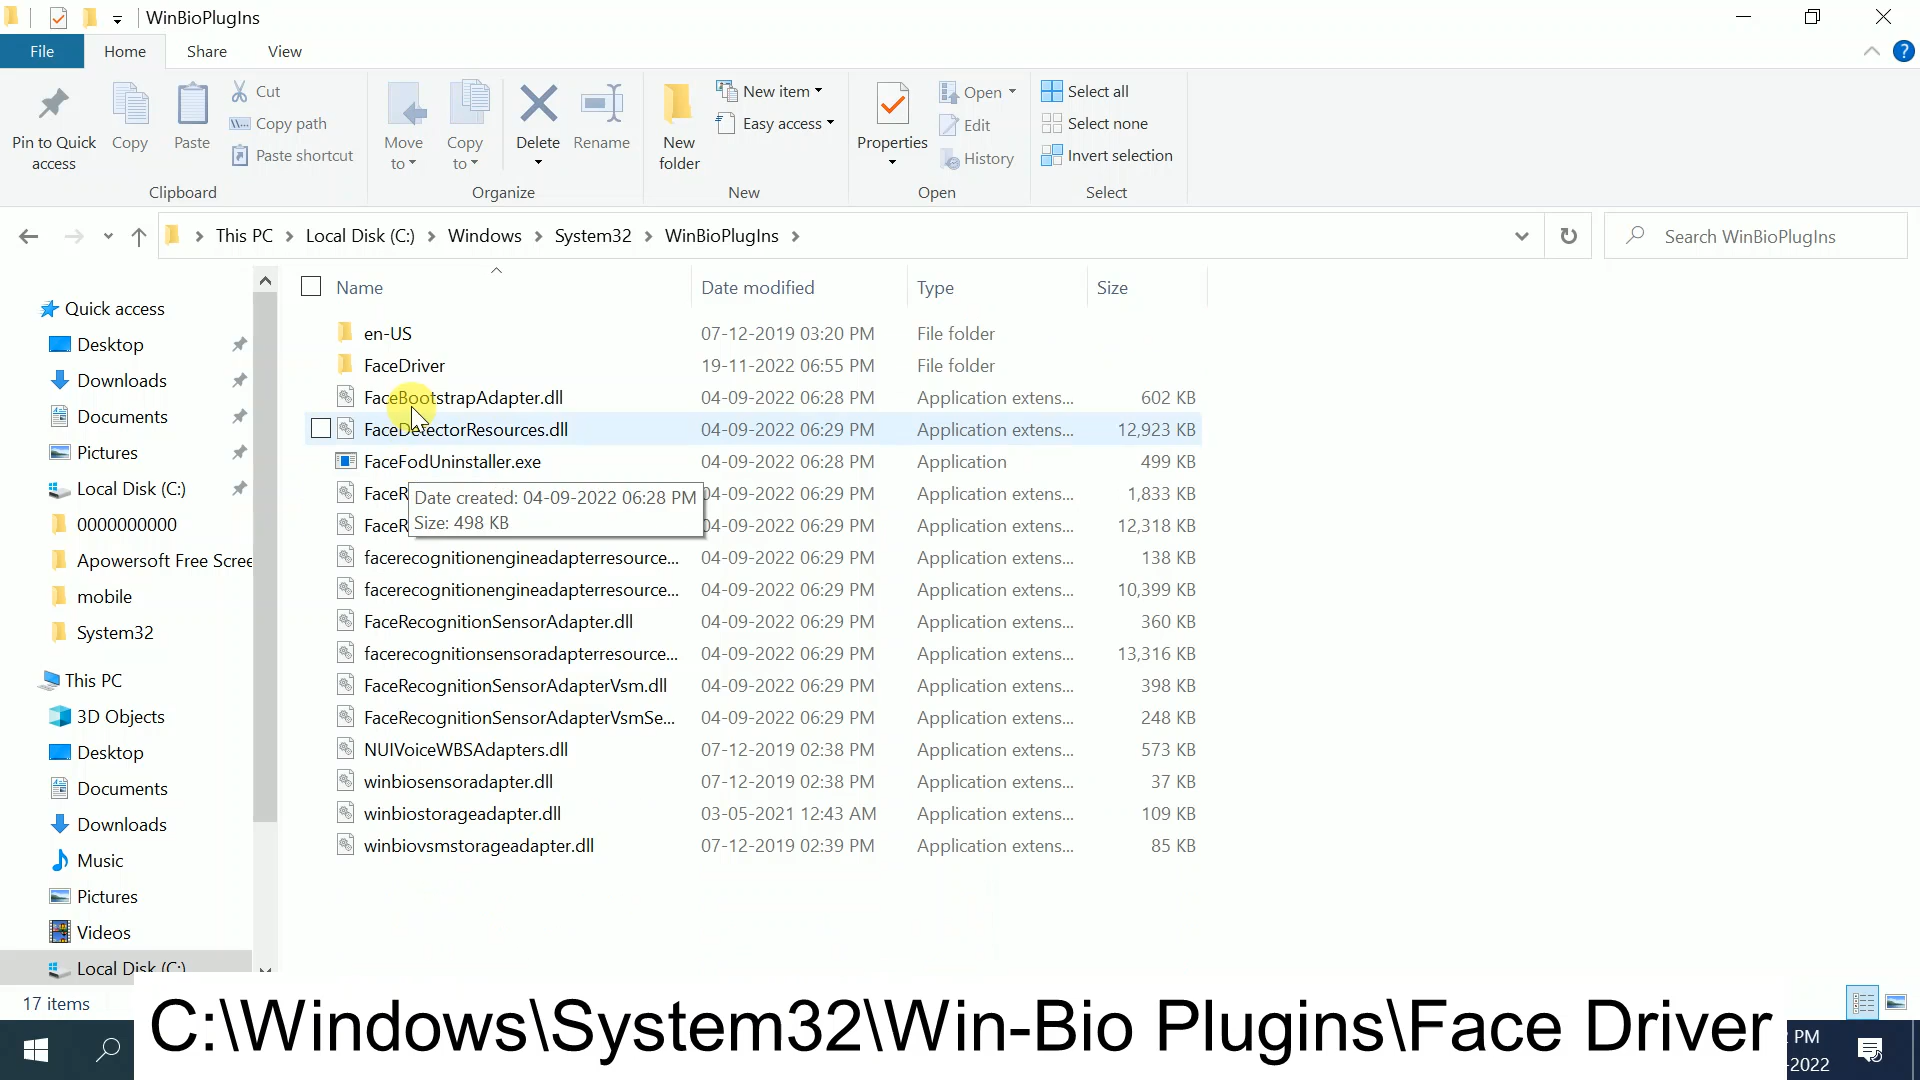 WinBioPlugIns
File
Home
Share
View
Pin to Quick access
Copy
Paste
Cut
Copy path
Paste shortcut
Clipboard
Move to
Copy to
Delete
Rename
Organize
New folder
New item
Easy access
New
Properties
Open
Edit
History
Open
Select all
Select none
Invert selection
Select
This PC > Local Disk (C:) > Windows > System32 > WinBioPlugIns >
Search WinBioPlugIns
Name Date modified Type Size
Quick access
Desktop
Downloads
Documents
Pictures
Local Disk (C:)
0000000000
Apowersoft Free Scree
mobile
System32
This PC
3D Objects
Desktop
Documents
Downloads
Music
Pictures
Videos
Local Disk (C:)
en-US 07-12-2019 03:20 PM File folder
FaceDriver 19-11-2022 06:55 PM File folder
FaceBootstrapAdapter.dll 04-09-2022 06:28 PM Application extens... 602 KB
FaceDetectorResources.dll 04-09-2022 06:29 PM Application extens... 12,923 KB
FaceFodUninstaller.exe 04-09-2022 06:28 PM Application 499 KB
FaceR 04-09-2022 06:29 PM Application extens... 1,833 KB
FaceR 04-09-2022 06:29 PM Application extens... 12,318 KB
Date created: 04-09-2022 06:28 PM
Size: 498 KB
facerecognitionengineadapterresource... 04-09-2022 06:29 PM Application extens... 138 KB
facerecognitionengineadapterresource... 04-09-2022 06:29 PM Application extens... 10,399 KB
FaceRecognitionSensorAdapter.dll 04-09-2022 06:29 PM Application extens... 360 KB
facerecognitionsensoradapterresource... 04-09-2022 06:29 PM Application extens... 13,316 KB
FaceRecognitionSensorAdapterVsm.dll 04-09-2022 06:29 PM Application extens... 398 KB
FaceRecognitionSensorAdapterVsmSe... 04-09-2022 06:29 PM Application extens... 248 KB
NUIVoiceWBSAdapters.dll 07-12-2019 02:38 PM Application extens... 573 KB
winbiosensoradapter.dll 07-12-2019 02:38 PM Application extens... 37 KB
winbiostorageadapter.dll 03-05-2021 12:43 AM Application extens... 109 KB
winbiovsmstorageadapter.dll 07-12-2019 02:39 PM Application extens... 85 KB
17 items
C:\Windows\System32\Win-Bio Plugins\Face Driver
PM
-2022